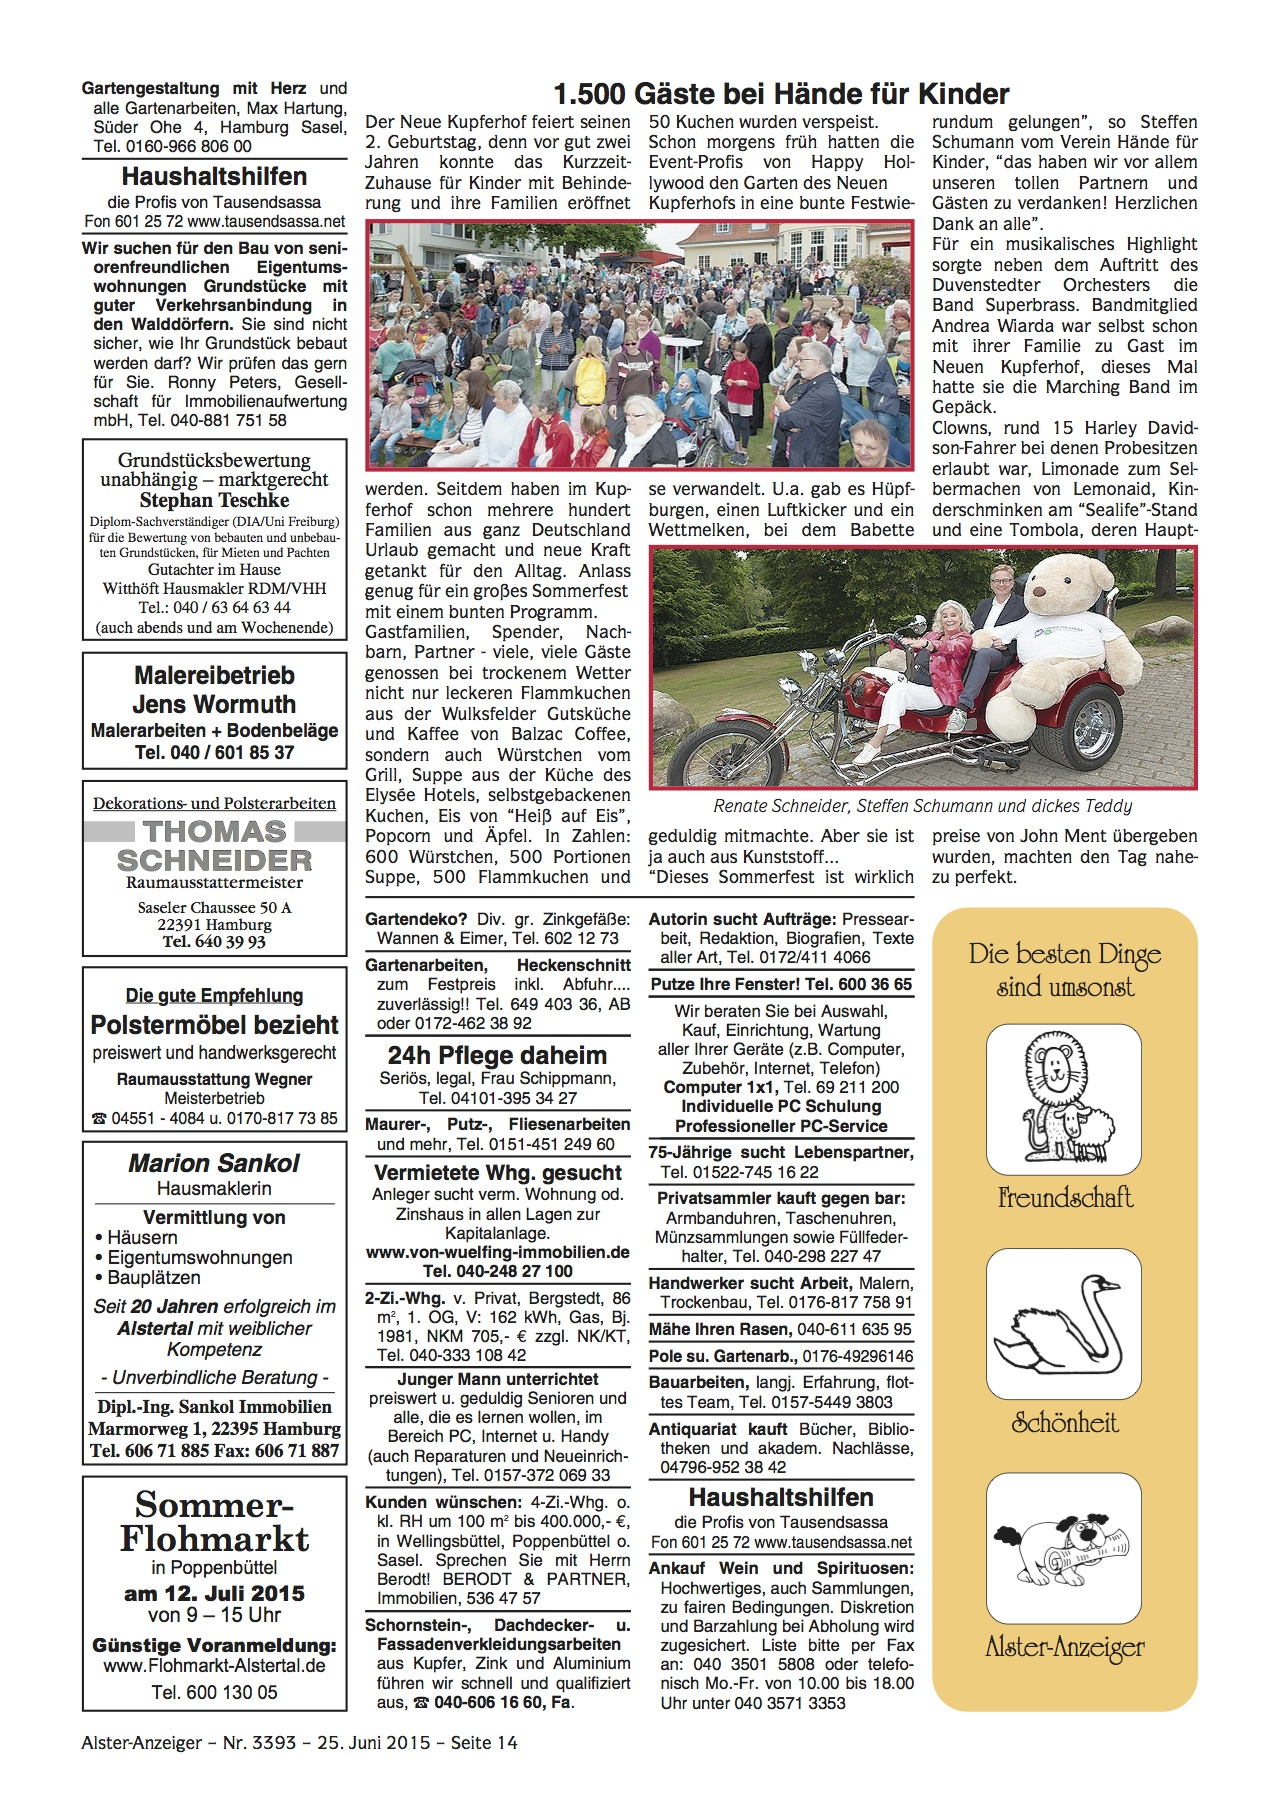 Gartengestaltung mit Herz und
alle Gartenarbeiten, Max Hartung,
Süder Ohe 4, Hamburg Sasel,
Tel. 0160-966 806 00
Haushaltshilfen
die Profis von Tausendsassa
Fon 601 25 72 www.tausendsassa.net
Wir suchen für den Bau von seni-
orenfreundlichen Eigentums-
wohnungen Grundstücke mit
guter Verkehrsanbindung in
den Walddörfern. Sie sind nicht
sicher, wie Ihr Grundstück bebaut
werden darf? Wir prüfen das gern
für Sie. Ronny Peters, Gesell-
schaft für Immobilienaufwertung
mbH, Tel. 040-881 751 58
Grundstücksbewertung
unabhängig – marktgerecht
Stephan Teschke
Diplom-Sachverständiger (DIA/Uni Freiburg)
für die Bewertung von bebauten und unbebau-
ten Grundstücken, für Mieten und Pachten
Gutachter im Hause
Witthöft Hausmakler RDM/VHH
Tel.: 040 / 63 64 63 44
(auch abends und am Wochenende)
Malereibetrieb
Jens Wormuth
Malerarbeiten + Bodenbeläge
Tel. 040 / 601 85 37
Dekorations- und Polsterarbeiten
THOMAS
SCHNEIDER
Raumausstattermeister
Saseler Chaussee 50 A
22391 Hamburg
Tel. 640 39 93
Die gute Empfehlung
Polstermöbel bezieht
preiswert und handwerksgerecht
Raumausstattung Wegner
Meisterbetrieb
☎ 04551 - 4084 u. 0170-817 73 85
Marion Sankol
Hausmaklerin
Vermittlung von
• Häusern
• Eigentumswohnungen
• Bauplätzen
Seit 20 Jahren erfolgreich im
Alstertal mit weiblicher
Kompetenz
- Unverbindliche Beratung -
Dipl.-Ing. Sankol Immobilien
Marmorweg 1, 22395 Hamburg
Tel. 606 71 885 Fax: 606 71 887
Sommer-
Flohmarkt
in Poppenbüttel
am 12. Juli 2015
von 9 – 15 Uhr
Günstige Voranmeldung:
www.Flohmarkt-Alstertal.de
Tel. 600 130 05
1.500 Gäste bei Hände für Kinder
Der Neue Kupferhof feiert seinen
2. Geburtstag, denn vor gut zwei
Jahren konnte das Kurzzeit-
Zuhause für Kinder mit Behinde-
rung und ihre Familien eröffnet
werden. Seitdem haben im Kup-
ferhof schon mehrere hundert
Familien aus ganz Deutschland
Urlaub gemacht und neue Kraft
getankt für den Alltag. Anlass
genug für ein großes Sommerfest
mit einem bunten Programm.
Gastfamilien, Spender, Nach-
barn, Partner - viele, viele Gäste
genossen bei trockenem Wetter
nicht nur leckeren Flammkuchen
aus der Wulksfelder Gutsküche
und Kaffee von Balzac Coffee,
sondern auch Würstchen vom
Grill, Suppe aus der Küche des
Elysée Hotels, selbstgebackenen
Kuchen, Eis von “Heiß auf Eis”,
Popcorn und Äpfel. In Zahlen:
600 Würstchen, 500 Portionen
Suppe, 500 Flammkuchen und
50 Kuchen wurden verspeist.
Schon morgens früh hatten die
Event-Profis von Happy Hol-
lywood den Garten des Neuen
Kupferhofs in eine bunte Festwie-
se verwandelt. U.a. gab es Hüpf-
burgen, einen Luftkicker und ein
Wettmelken, bei dem Babette
geduldig mitmachte. Aber sie ist
ja auch aus Kunststoff...
“Dieses Sommerfest ist wirklich
rundum gelungen”, so Steffen
Schumann vom Verein Hände für
Kinder, “das haben wir vor allem
unseren tollen Partnern und
Gästen zu verdanken! Herzlichen
Dank an alle”.
Für ein musikalisches Highlight
sorgte neben dem Auftritt des
Duvenstedter Orchesters die
Band Superbrass. Bandmitglied
Andrea Wiarda war selbst schon
mit ihrer Familie zu Gast im
Neuen Kupferhof, dieses Mal
hatte sie die Marching Band im
Gepäck.
Clowns, rund 15 Harley David-
son-Fahrer bei denen Probesitzen
erlaubt war, Limonade zum Sel-
bermachen von Lemonaid, Kin-
derschminken am “Sealife”-Stand
und eine Tombola, deren Haupt-
preise von John Ment übergeben
wurden, machten den Tag nahe-
zu perfekt.
Renate Schneider, Steffen Schumann und dickes Teddy
Gartendeko? Div. gr. Zinkgefäße:
Wannen & Eimer, Tel. 602 12 73
Gartenarbeiten, Heckenschnitt
zum Festpreis inkl. Abfuhr....
zuverlässig!! Tel. 649 403 36, AB
oder 0172-462 38 92
24h Pflege daheim
Seriös, legal, Frau Schippmann,
Tel. 04101-395 34 27
Maurer-, Putz-, Fliesenarbeiten
und mehr, Tel. 0151-451 249 60
Vermietete Whg. gesucht
Anleger sucht verm. Wohnung od.
Zinshaus in allen Lagen zur
Kapitalanlage.
www.von-wuelfing-immobilien.de
Tel. 040-248 27 100
2-Zi.-Whg. v. Privat, Bergstedt, 86
m², 1. OG, V: 162 kWh, Gas, Bj.
1981, NKM 705,- € zzgl. NK/KT,
Tel. 040-333 108 42
Junger Mann unterrichtet
preiswert u. geduldig Senioren und
alle, die es lernen wollen, im
Bereich PC, Internet u. Handy
(auch Reparaturen und Neueinrich-
tungen), Tel. 0157-372 069 33
Kunden wünschen: 4-Zi.-Whg. o.
kl. RH um 100 m² bis 400.000,- €,
in Wellingsbüttel, Poppenbüttel o.
Sasel. Sprechen Sie mit Herrn
Berodt! BERODT & PARTNER,
Immobilien, 536 47 57
Schornstein-, Dachdecker- u.
Fassadenverkleidungsarbeiten
aus Kupfer, Zink und Aluminium
führen wir schnell und qualifiziert
aus, ☎ 040-606 16 60, Fa.
Autorin sucht Aufträge: Pressear-
beit, Redaktion, Biografien, Texte
aller Art, Tel. 0172/411 4066
Putze Ihre Fenster! Tel. 600 36 65
Wir beraten Sie bei Auswahl,
Kauf, Einrichtung, Wartung
aller Ihrer Geräte (z.B. Computer,
Zubehör, Internet, Telefon)
Computer 1x1, Tel. 69 211 200
Individuelle PC Schulung
Professioneller PC-Service
75-Jährige sucht Lebenspartner,
Tel. 01522-745 16 22
Privatsammler kauft gegen bar:
Armbanduhren, Taschenuhren,
Münzsammlungen sowie Füllfeder-
halter, Tel. 040-298 227 47
Handwerker sucht Arbeit, Malern,
Trockenbau, Tel. 0176-817 758 91
Mähe Ihren Rasen, 040-611 635 95
Pole su. Gartenarb., 0176-49296146
Bauarbeiten, langj. Erfahrung, flot-
tes Team, Tel. 0157-5449 3803
Antiquariat kauft Bücher, Biblio-
theken und akadem. Nachlässe,
04796-952 38 42
Haushaltshilfen
die Profis von Tausendsassa
Fon 601 25 72 www.tausendsassa.net
Ankauf Wein und Spirituosen:
Hochwertiges, auch Sammlungen,
zu fairen Bedingungen. Diskretion
und Barzahlung bei Abholung wird
zugesichert. Liste bitte per Fax
an: 040 3501 5808 oder telefo-
nisch Mo.-Fr. von 10.00 bis 18.00
Uhr unter 040 3571 3353
Die besten Dinge
sind umsonst
Freundschaft
Schönheit
Alster-Anzeiger
Alster-Anzeiger – Nr. 3393 – 25. Juni 2015 – Seite 14